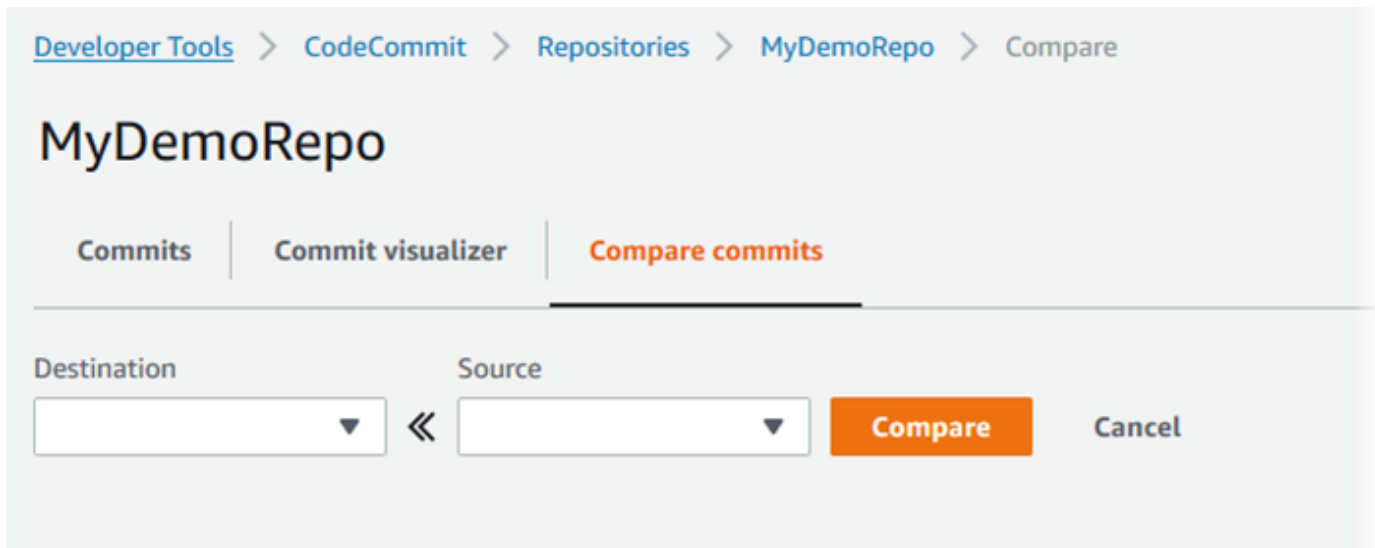 Developer Tools > CodeCommit > Repositories > MyDemoRepo > Compare
MyDemoRepo
Commits Commit visualizer Compare commits
Destination Source
« Compare Cancel